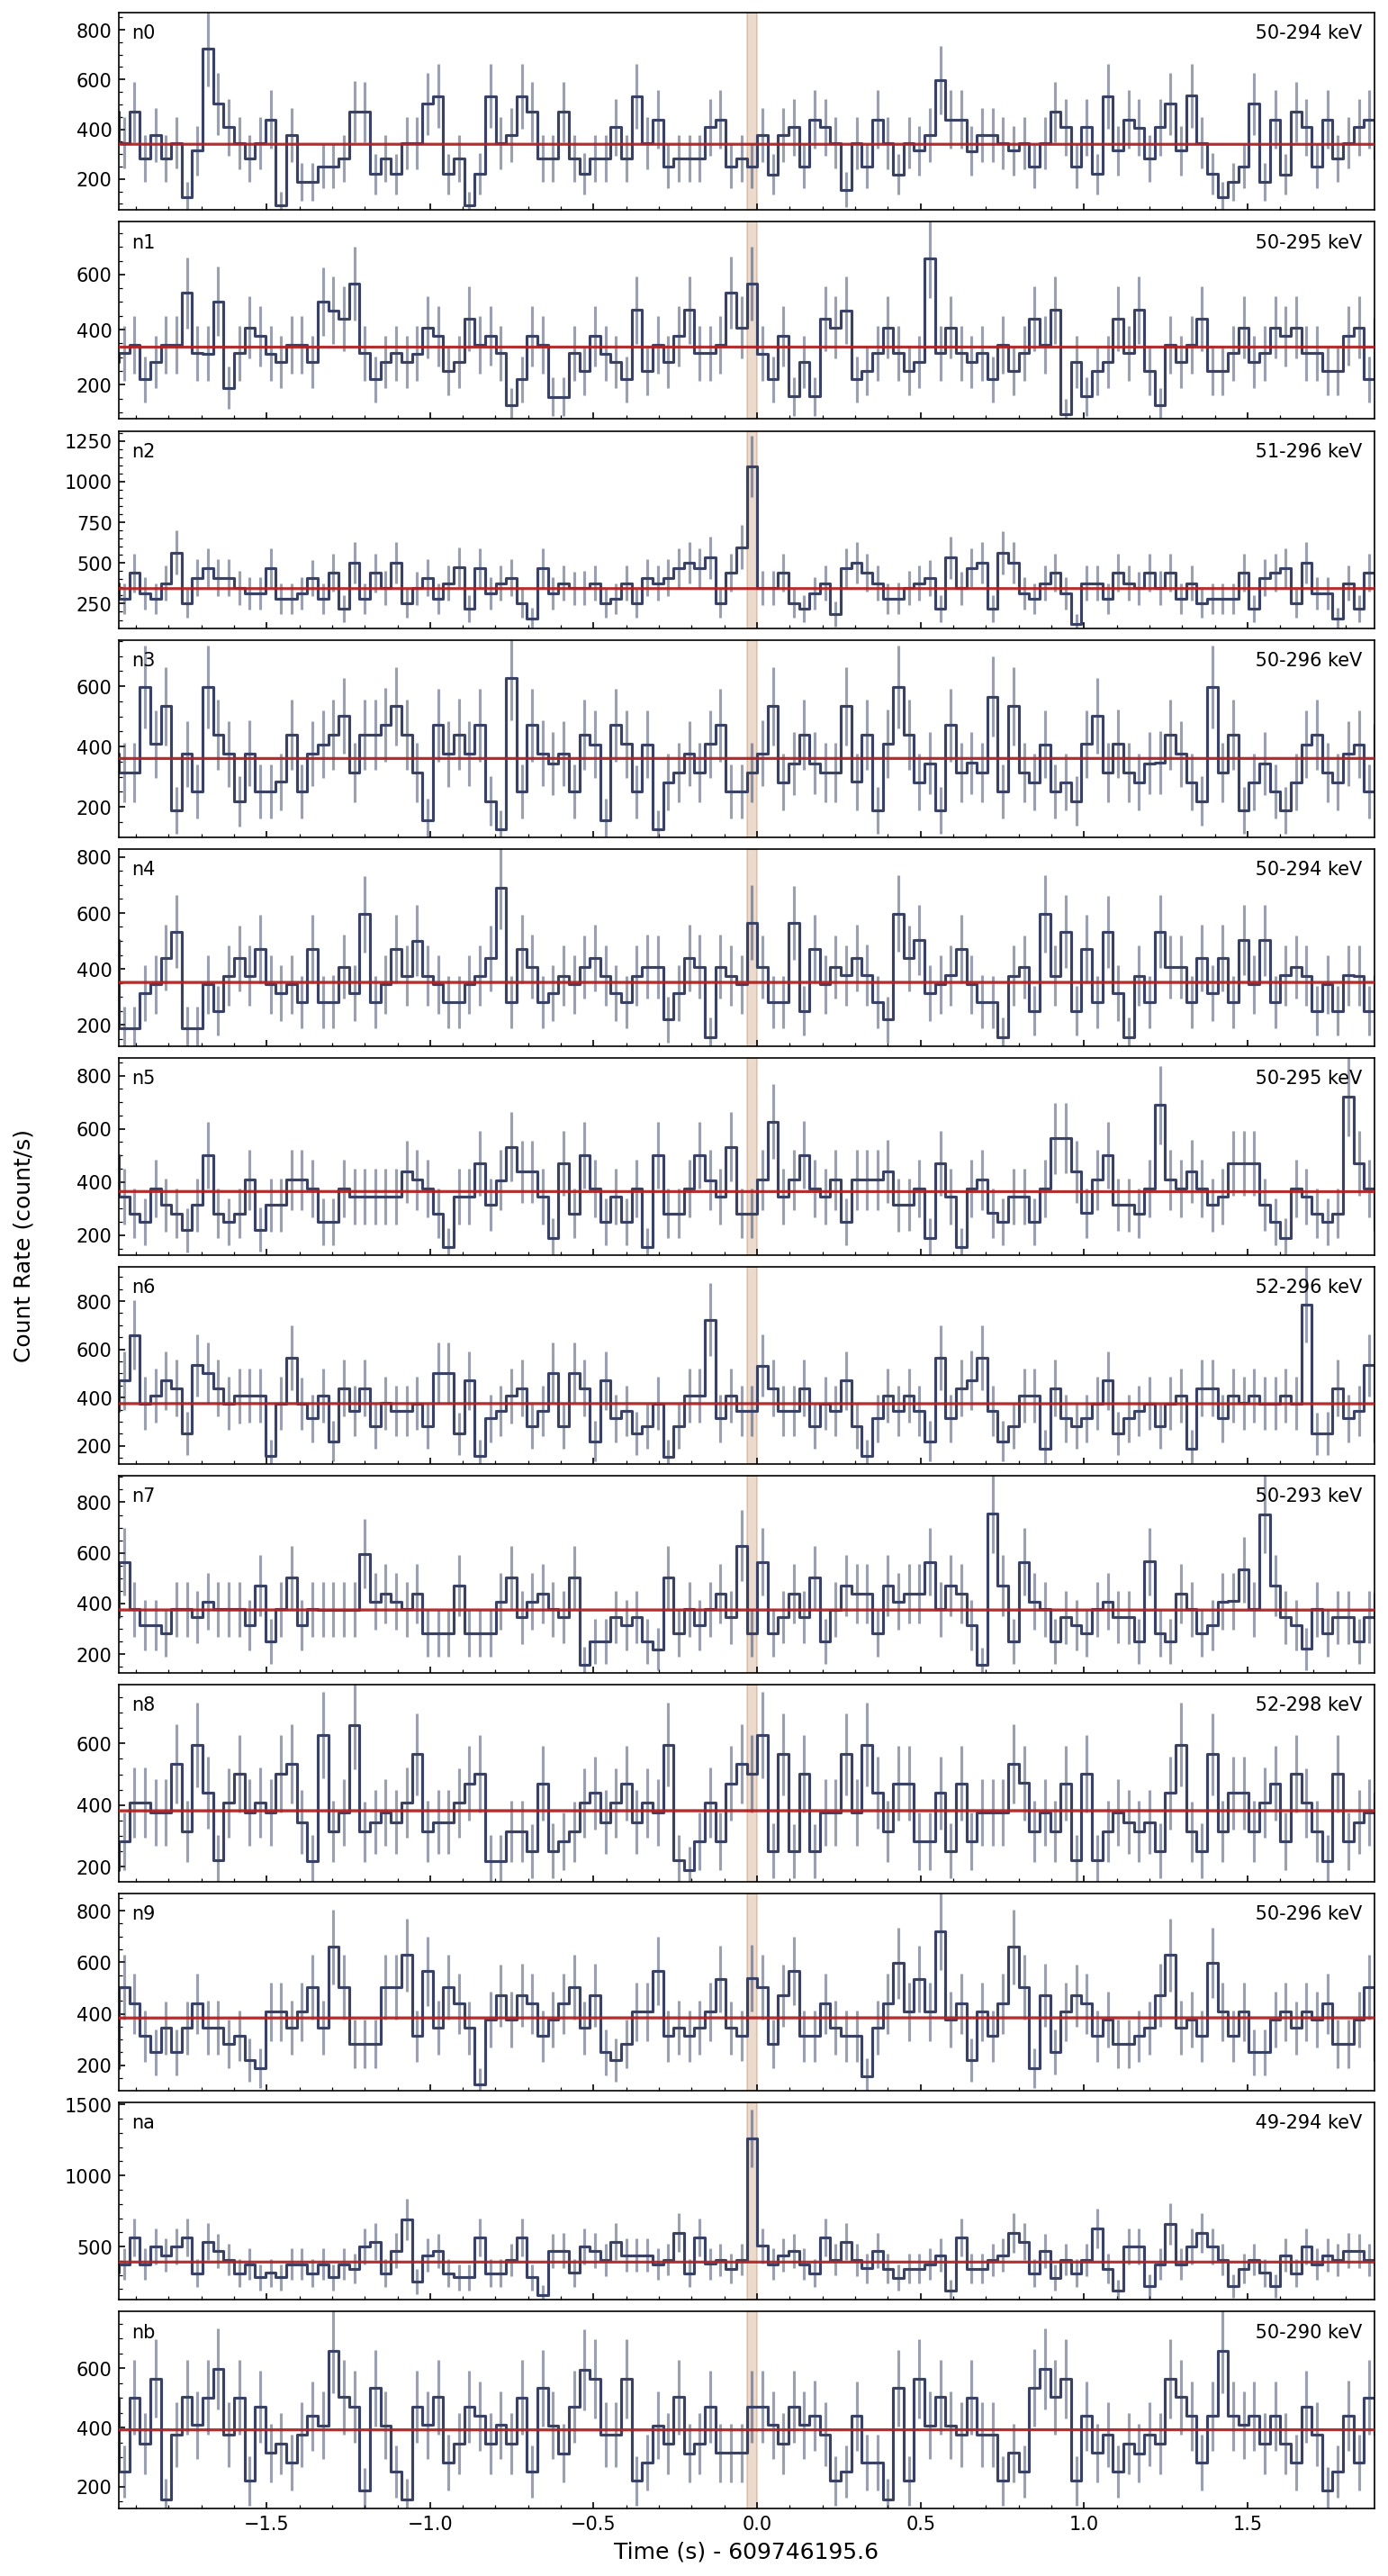 n0 50-294 keV
800
600
400
200
n1 50-295 keV
600
400
200
n2 51-296 keV
1250
1000
750
500
250
n3 50-296 keV
600
400
200
n4 50-294 keV
800
600
400
200
n5 50-295 keV
800
600
400
200
n6 52-296 keV
800
600
400
200
n7 50-293 keV
800
600
400
200
n8 52-298 keV
600
400
200
n9 50-296 keV
800
600
400
200
na 49-294 keV
1500
1000
500
nb 50-290 keV
600
400
200
Count Rate (count/s)
−1.5 −1.0 −0.5 0.0 0.5 1.0 1.5
Time (s) - 609746195.6